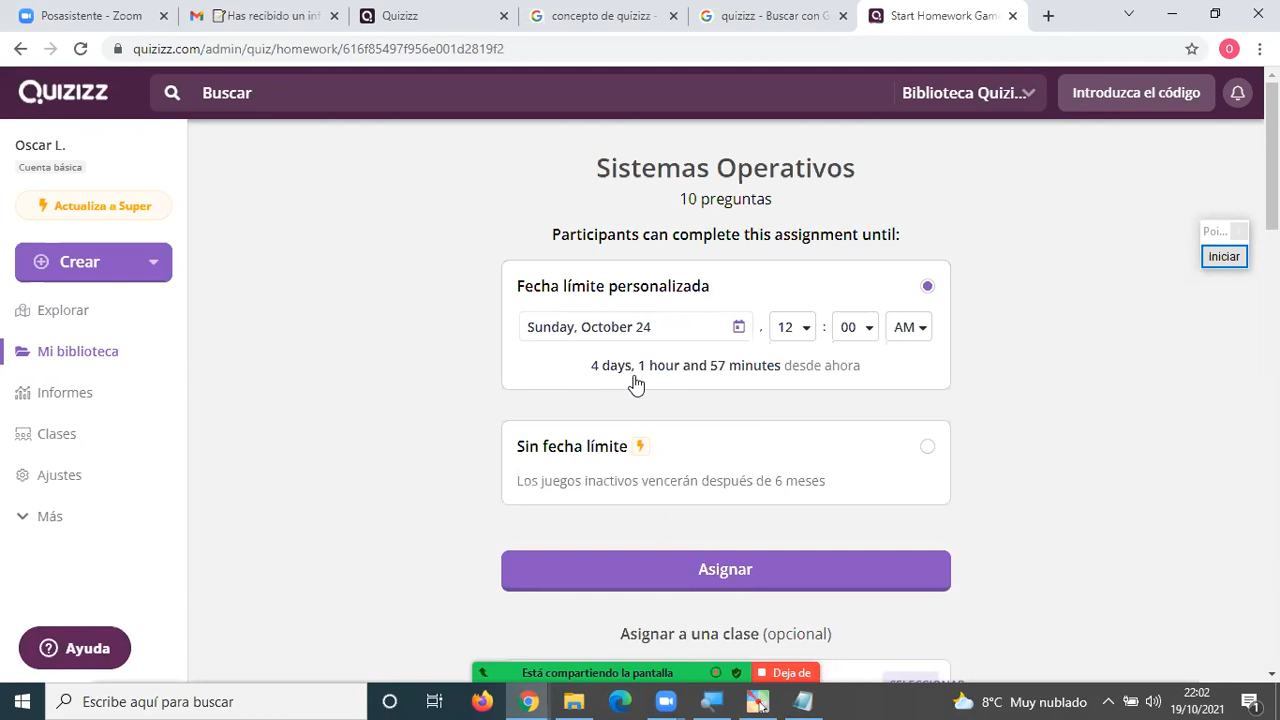 Posasistente - Zoom
Has recibido un inf
Quizizz
concepto de quizizz -
quizizz - Buscar con G
Start Homework Gam
quizizz.com/admin/quiz/homework/616f85497f956e001d2819f2
O
Quizizz
Buscar
Biblioteca Quizi...
Introduzca el código
Oscar L.
Cuenta básica
Actualiza a Super
Crear
Explorar
Mi biblioteca
Informes
Clases
Ajustes
Más
Ayuda
Sistemas Operativos
10 preguntas
Participants can complete this assignment until:
Fecha límite personalizada
Sunday, October 24 , 12 : 00 AM
4 days, 1 hour and 57 minutes desde ahora
Sin fecha límite
Los juegos inactivos vencerán después de 6 meses
Asignar
Asignar a una clase (opcional)
Poi...
Iniciar
Está compartiendo la pantalla
Deja de
Escribe aquí para buscar
8°C Muy nublado
22:02
19/10/2021
1